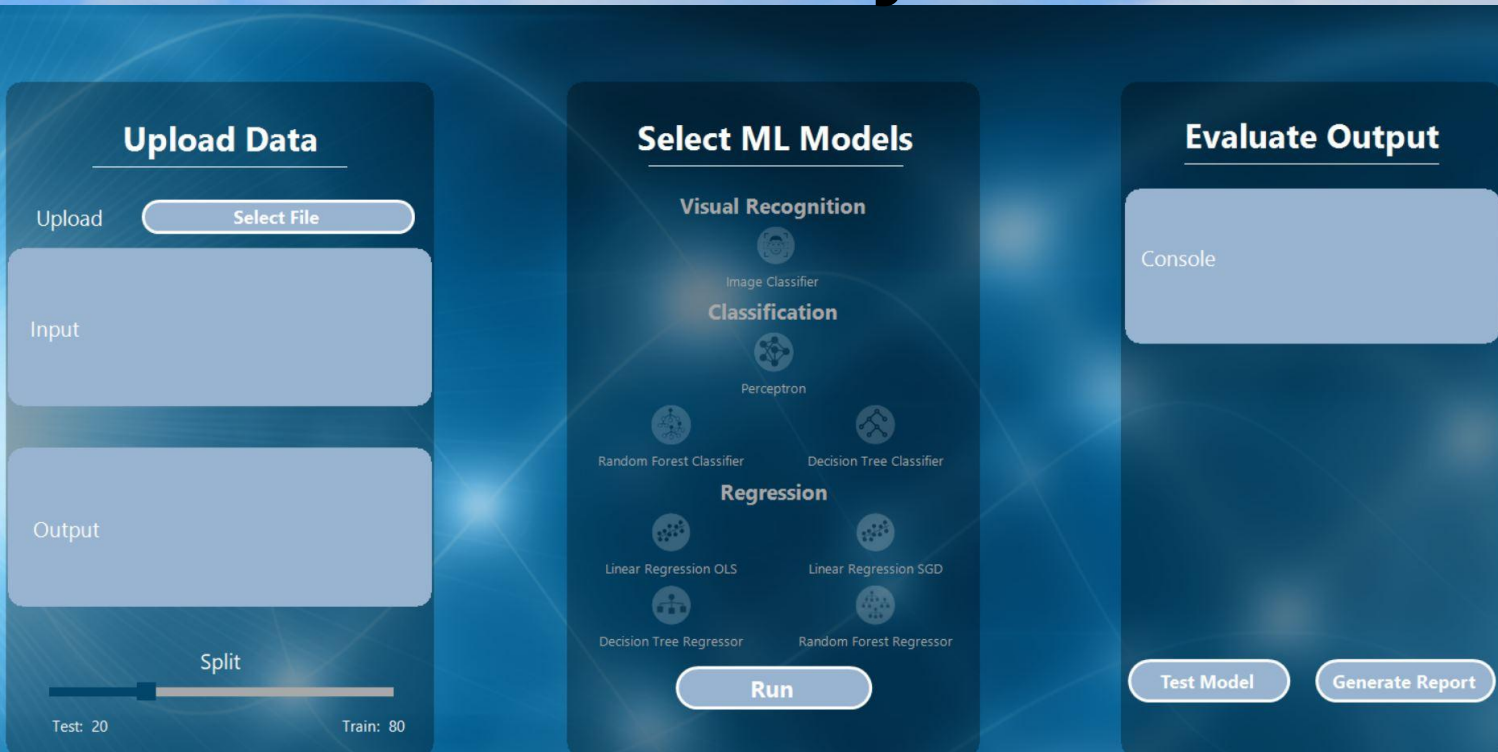 Upload Data
Upload
Select File
Input
Output
Split
Test: 20
Train: 80
Select ML Models
Visual Recognition
Image Classifier
Classification
Perceptron
Random Forest Classifier
Decision Tree Classifier
Regression
Linear Regression OLS
Linear Regression SGD
Decision Tree Regressor
Random Forest Regressor
Run
Evaluate Output
Console
Test Model
Generate Report